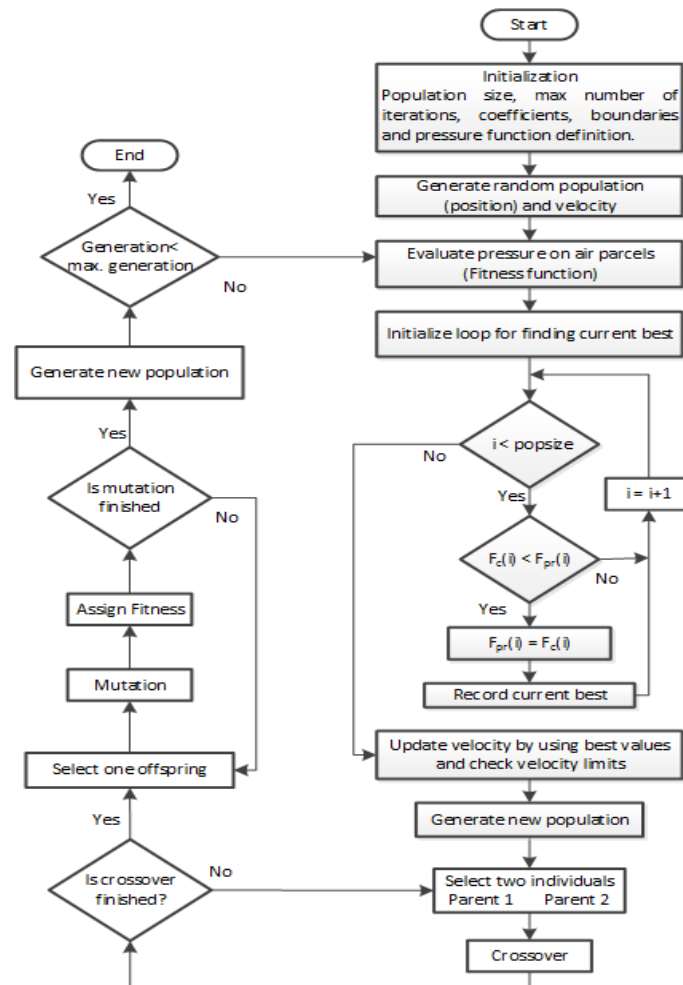 Start
Initialization
Population size, max number of
iterations, coefficients, boundaries
and pressure function definition.
Generate random population
(position) and velocity
Evaluate pressure on air parcels
(Fitness function)
Initialize loop for finding current best
i < popsize
No
Yes
i = i+1
F_c(i) < F_pr(i)
No
Yes
F_pr(i) = F_c(i)
Record current best
Update velocity by using best values
and check velocity limits
Generate new population
Select two individuals
Parent 1 Parent 2
Crossover
Is crossover
finished?
No
Yes
Select one offspring
Mutation
Assign Fitness
Is mutation
finished
No
Yes
Generate new population
Generation<
max. generation
No
Yes
End